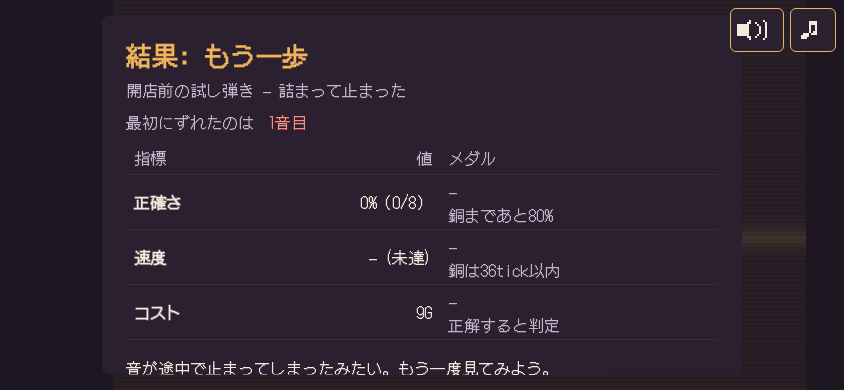 結果: もう一歩
開店前の試し弾き – 詰まって止まった
最初にずれたのは 1音目
指標 値 メダル
正確さ 0% (0/8) –
銅まであと80%
速度 – (未達) –
銅は36tick以内
コスト 9G –
正解すると判定
音が途中で止まってしまったみたい。もう一度見てみよう。